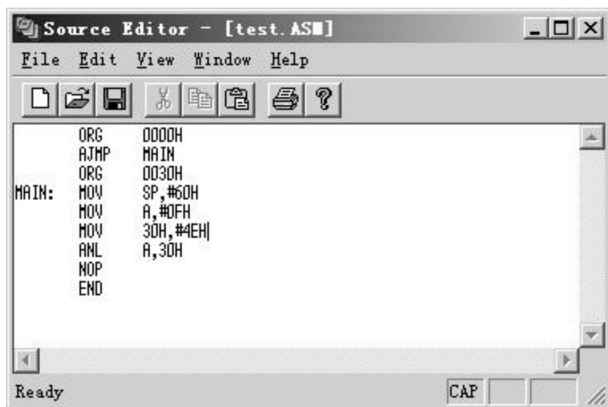 Source Editor - [test.ASM]
File Edit View Window Help
ORG 0000H
AJMP MAIN
ORG 0030H
MAIN: MOV SP,#60H
MOV A,#0FH
MOV 30H,#4EH
ANL A,30H
NOP
END
Ready CAP